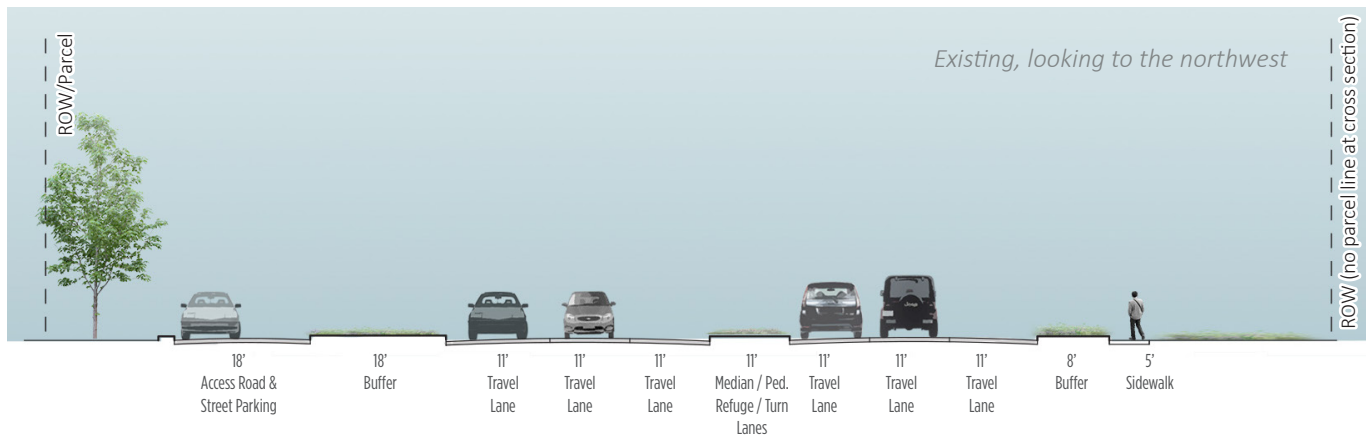 ROW/Parcel
Existing, looking to the northwest
ROW (no parcel line at cross section)
18'
Access Road &
Street Parking
18'
Buffer
11'
Travel
Lane
11'
Travel
Lane
11'
Travel
Lane
11'
Median / Ped.
Refuge / Turn
Lanes
11'
Travel
Lane
11'
Travel
Lane
11'
Travel
Lane
8'
Buffer
5'
Sidewalk
Jeep